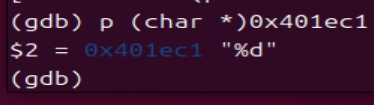 (gdb) p (char *)0x401ec1
$2 = 0x401ec1 "%d"
(gdb)